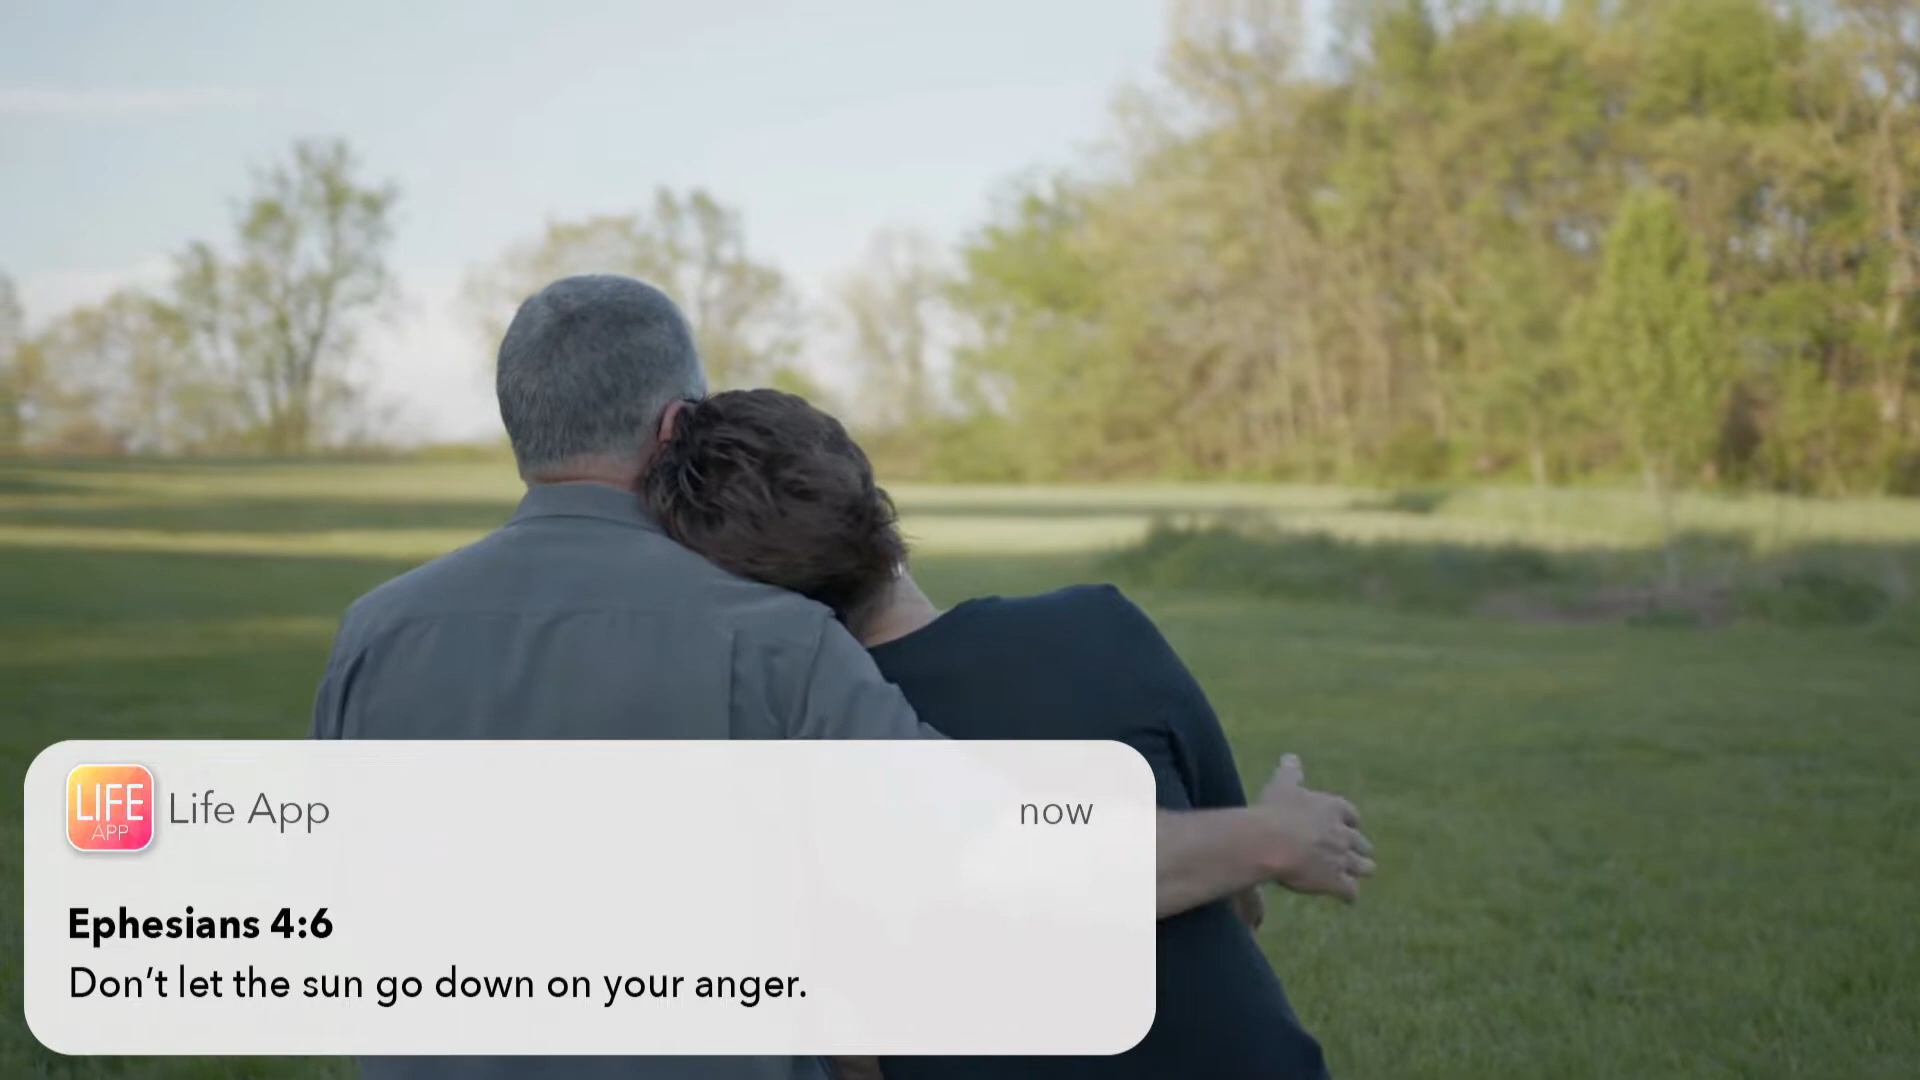 LIFE
APP
Life App
now
Ephesians 4:6
Don’t let the sun go down on your anger.